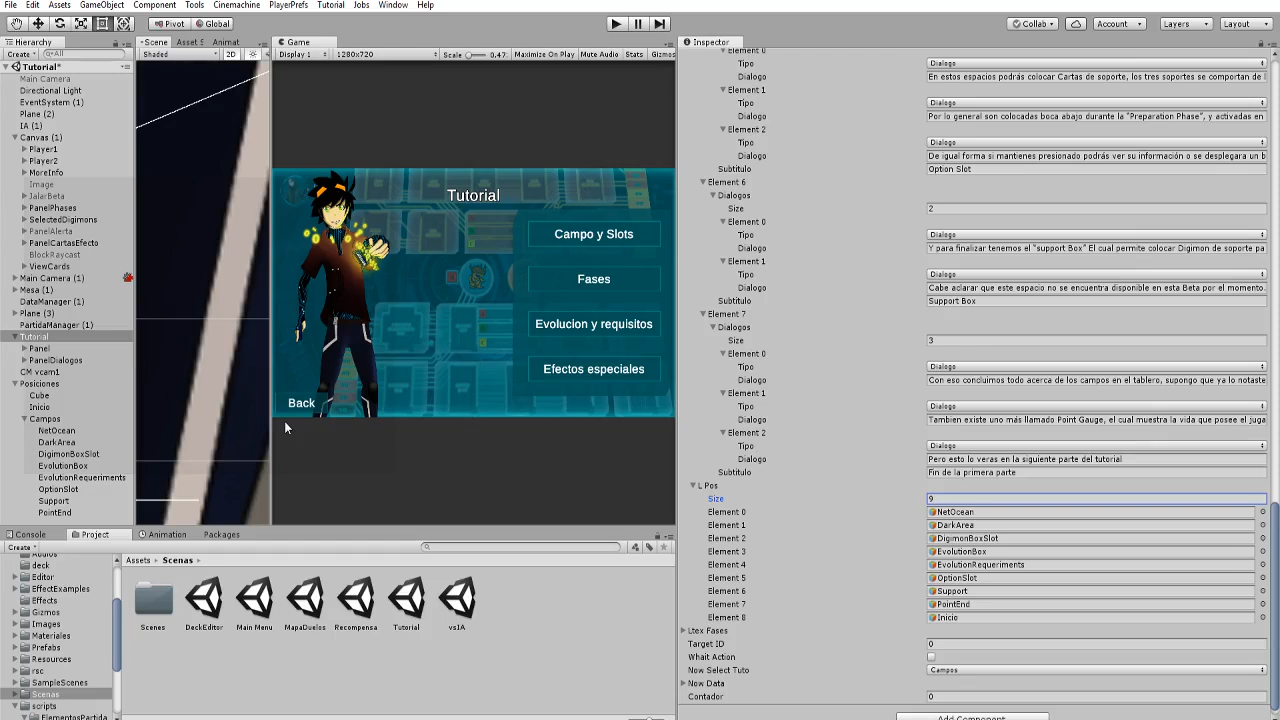 File Edit Assets GameObject Component Tools Cinemachine PlayerPrefs Tutorial Jobs Window Help
Pivot Global Collab Account Layers Layout
Hierarchy
Create All
Tutorial*
Main Camera
Directional Light
EventSystem (1)
Plane (2)
IA (1)
Canvas (1)
Player1
Player2
MoreInfo
Image
JalarBeta
PanelPhases
SelectedDigimons
PanelAlerta
PanelCartasEfecto
BlockRaycast
ViewCards
Main Camera (1)
Mesa (1)
DataManager (1)
Plane (3)
PartidaManager (1)
Tutorial
Panel
PanelDialogos
CM vcam1
Posiciones
Cube
Inicio
Campos
NetOcean
DarkArea
DigimonBoxSlot
EvolutionBox
EvolutionRequeriments
OptionSlot
Support
PointEnd
Scene Asset S Animat
Shaded 2D
Game
Display 1 1280x720 Scale 0.47 Maximize On Play Mute Audio Stats Gizmos
Tutorial
Campo y Slots
Fases
Evolucion y requisitos
Efectos especiales
Back
Inspector
Element 0
Tipo Dialogo
Dialogo En estos espacios podrás colocar Cartas de soporte, los tres soportes se comportan de
Element 1
Tipo Dialogo
Dialogo Por lo general son colocadas boca abajo durante la "Preparation Phase", y activadas en
Element 2
Tipo Dialogo
Dialogo De igual forma si mantienes presionado podrás ver su información o se desplegara un b
Subtitulo Option Slot
Element 6
Dialogos
Size 2
Element 0
Tipo Dialogo
Dialogo Y para finalizar tenemos el "support Box" El cual permite colocar Digimon de soporte pa
Element 1
Tipo Dialogo
Dialogo Cabe aclarar que este espacio no se encuentra disponible en esta Beta por el momento.
Subtitulo Support Box
Element 7
Dialogos
Size 3
Element 0
Tipo Dialogo
Dialogo Con eso concluimos todo acerca de los campos en el tablero, supongo que ya lo notaste
Element 1
Tipo Dialogo
Dialogo Tambien existe uno más llamado Point Gauge, el cual muestra la vida que posee el juga
Element 2
Tipo Dialogo
Dialogo Pero esto lo veras en la siguiente parte del tutorial
Subtitulo Fin de la primera parte
L Pos
Size 9
Element 0 NetOcean
Element 1 DarkArea
Element 2 DigimonBoxSlot
Element 3 EvolutionBox
Element 4 EvolutionRequeriments
Element 5 OptionSlot
Element 6 Support
Element 7 PointEnd
Element 8 Inicio
Ltex Fases
Target ID 0
Whait Action
Now Select Tuto Campos
Now Data
Contador 0
Add Component
Console Project Animation Packages
Create
Audios
deck
Editor
EffectExamples
Effects
Gizmos
Images
Materiales
Prefabs
Resources
rsc
SampleScenes
Scenas
scripts
ElementosPartida
Assets Scenas
Scenes DeckEditor Main Menu MapaDuelos Recompensa Tutorial vsIA